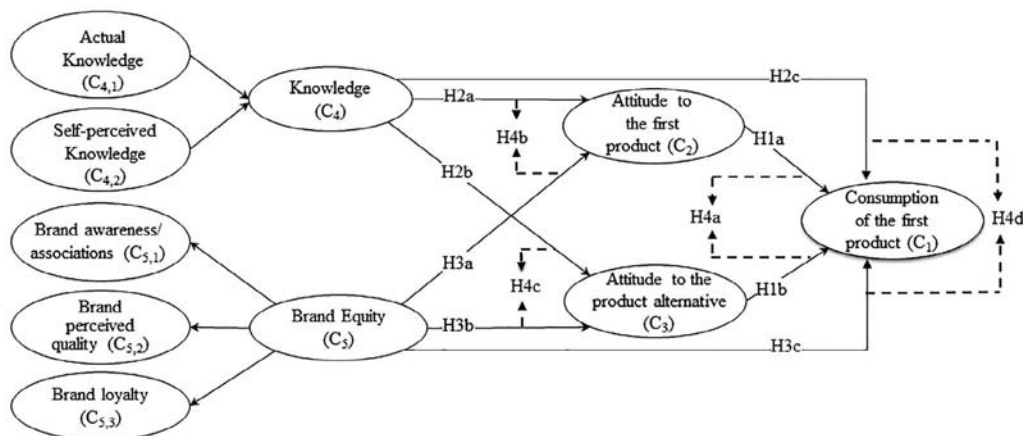 Actual
Knowledge
(C4,1)
Self-perceived
Knowledge
(C4,2)
Brand awareness/
associations (C5,1)
Brand
perceived
quality (C5,2)
Brand loyalty
(C5,3)
Knowledge
(C4)
Brand Equity
(C5)
H2a
H4b
H2b
H3a
H4c
H3b
Attitude to
the first
product (C2)
Attitude to the
product alternative
(C3)
H2c
H1a
H4a
H1b
H3c
Consumption
of the first
product (C1)
H4d